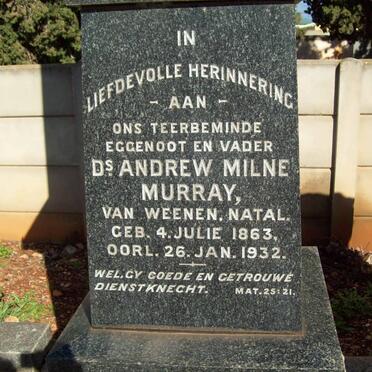 IN
LIEFDEVOLLE HERINNERING
- AAN -
ONS TEERBEMINDE
EGGENOOT EN VADER
DS ANDREW MILNE
MURRAY,
VAN WEENEN, NATAL.
GEB. 4. JULIE 1863,
OORL. 26. JAN. 1932.
WEL, GY GOEDE EN GETROUWE
DIENSTKNECHT. MAT. 25:21.